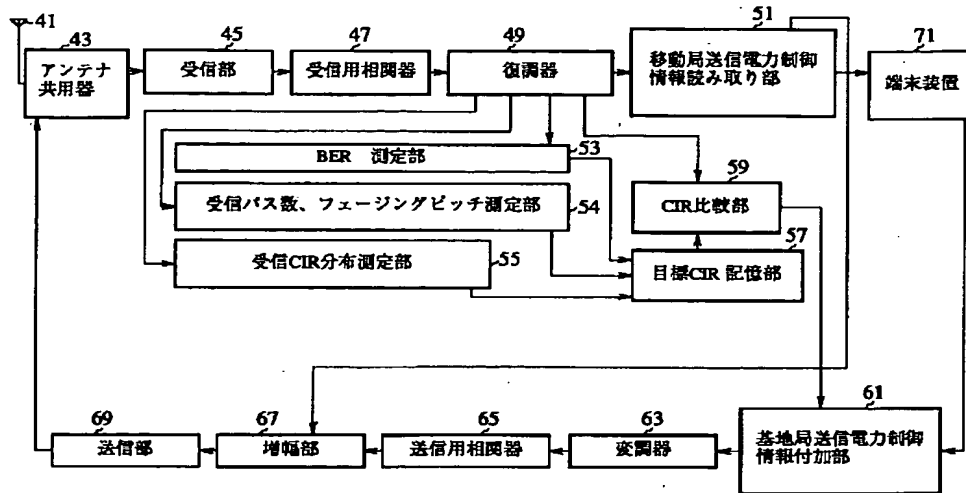 41
43
アンテナ
共用器
45
受信部
47
受信用相関器
49
復調器
51
移動局送信電力制御
情報読み取り部
71
端末装置
BER 測定部
53
受信パス数、フェージングピッチ測定部
54
受信CIR分布測定部
55
59
CIR比較部
57
目標CIR記憶部
69
送信部
67
増幅部
65
送信用相関器
63
変調器
61
基地局送信電力制御
情報付加部